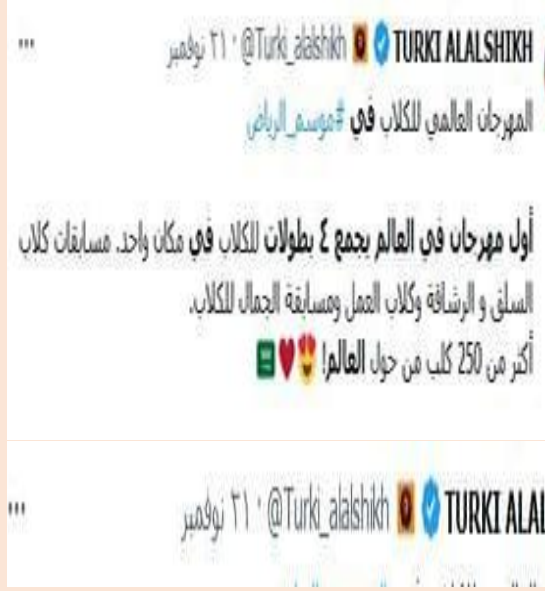 TURKI ALALSHIKH @Turki_alalshikh · ٢١ نوفمبر
المهرجان العالمي للكلاب في #موسم_الرياض
أول مهرجان في العالم يجمع ٤ بطولات للكلاب في مكان واحد. مسابقات كلاب
السلق و الرشاقة وكلاب العمل ومسابقة الجمال للكلاب.
أكثر من 250 كلب من حول العالم! 😍♥️🇸🇦
TURKI ALAL @Turki_alalshikh · ٢١ نوفمبر